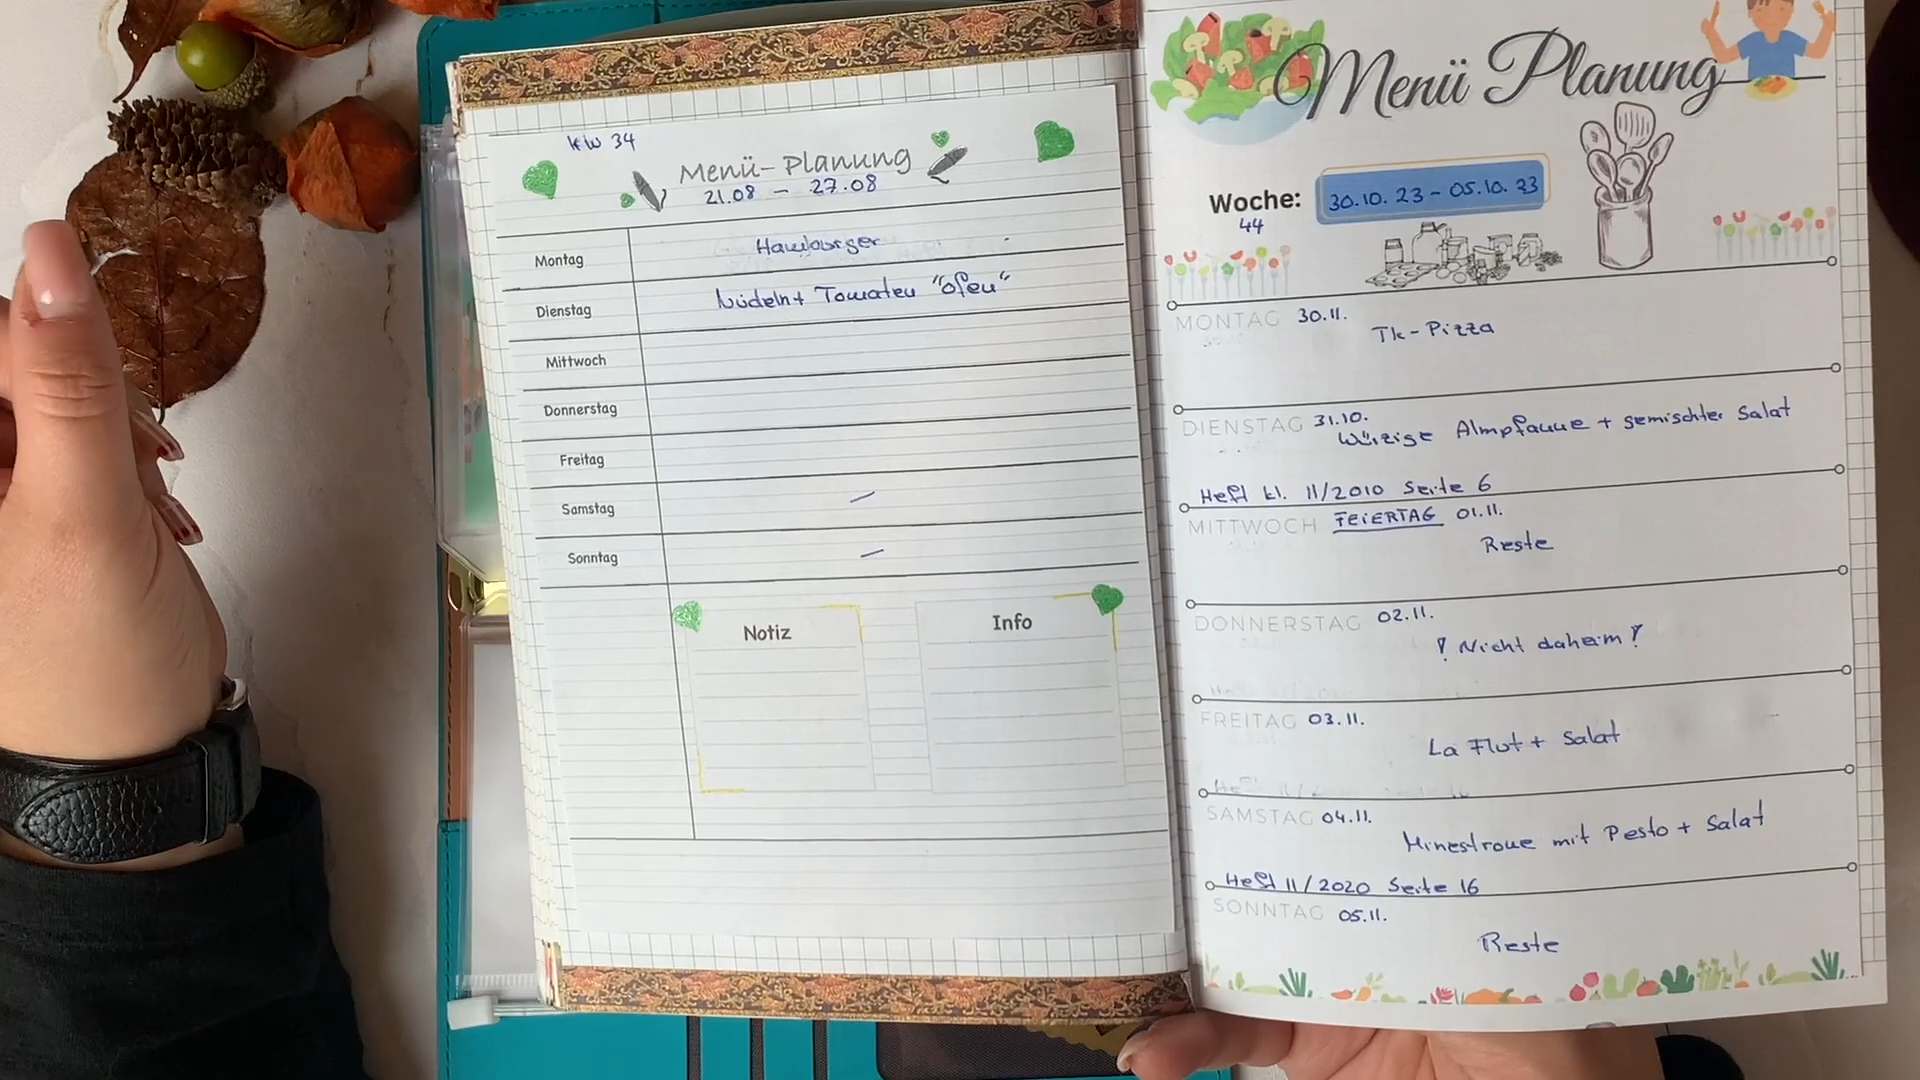 KW 34
Menü-Planung
21.08 - 27.08
Montag Hamburger
Dienstag Nudeln + Tomaten "Ofen"
Mittwoch
Donnerstag
Freitag
Samstag -
Sonntag -
Notiz
Info
Menü Planung
Woche: 30.10.23 - 05.10.23
44
MONTAG 30.11.
Tk-Pizza
DIENSTAG 31.10.
Würzige Almpfanne + gemischter Salat
Heft kl. 11/2010 Seite 6
MITTWOCH FEIERTAG 01.11.
Reste
DONNERSTAG 02.11.
! Nicht daheim !
FREITAG 03.11.
La Flut + Salat
SAMSTAG 04.11.
Minestrone mit Pesto + Salat
Heft 11/2020 Seite 16
SONNTAG 05.11.
Reste